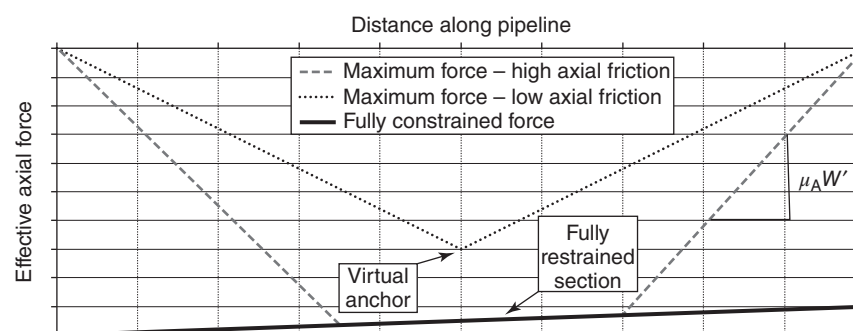 Distance along pipeline
Effective axial force
Maximum force – high axial friction
Maximum force – low axial friction
Fully constrained force
μAW′
Fully
restrained
section
Virtual
anchor